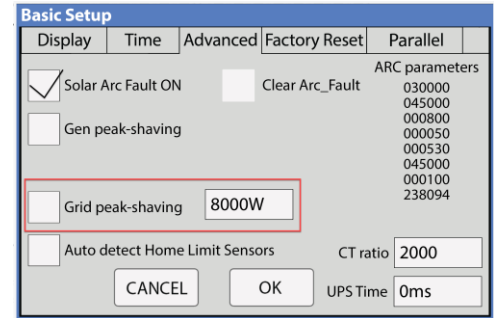 Basic Setup
Display Time Advanced Factory Reset Parallel
ARC parameters
Solar Arc Fault ON Clear Arc_Fault
030000
045000
000800
000050
000530
045000
000100
238094
Gen peak-shaving
Grid peak-shaving 8000W
Auto detect Home Limit Sensors
CT ratio 2000
CANCEL OK
UPS Time 0ms